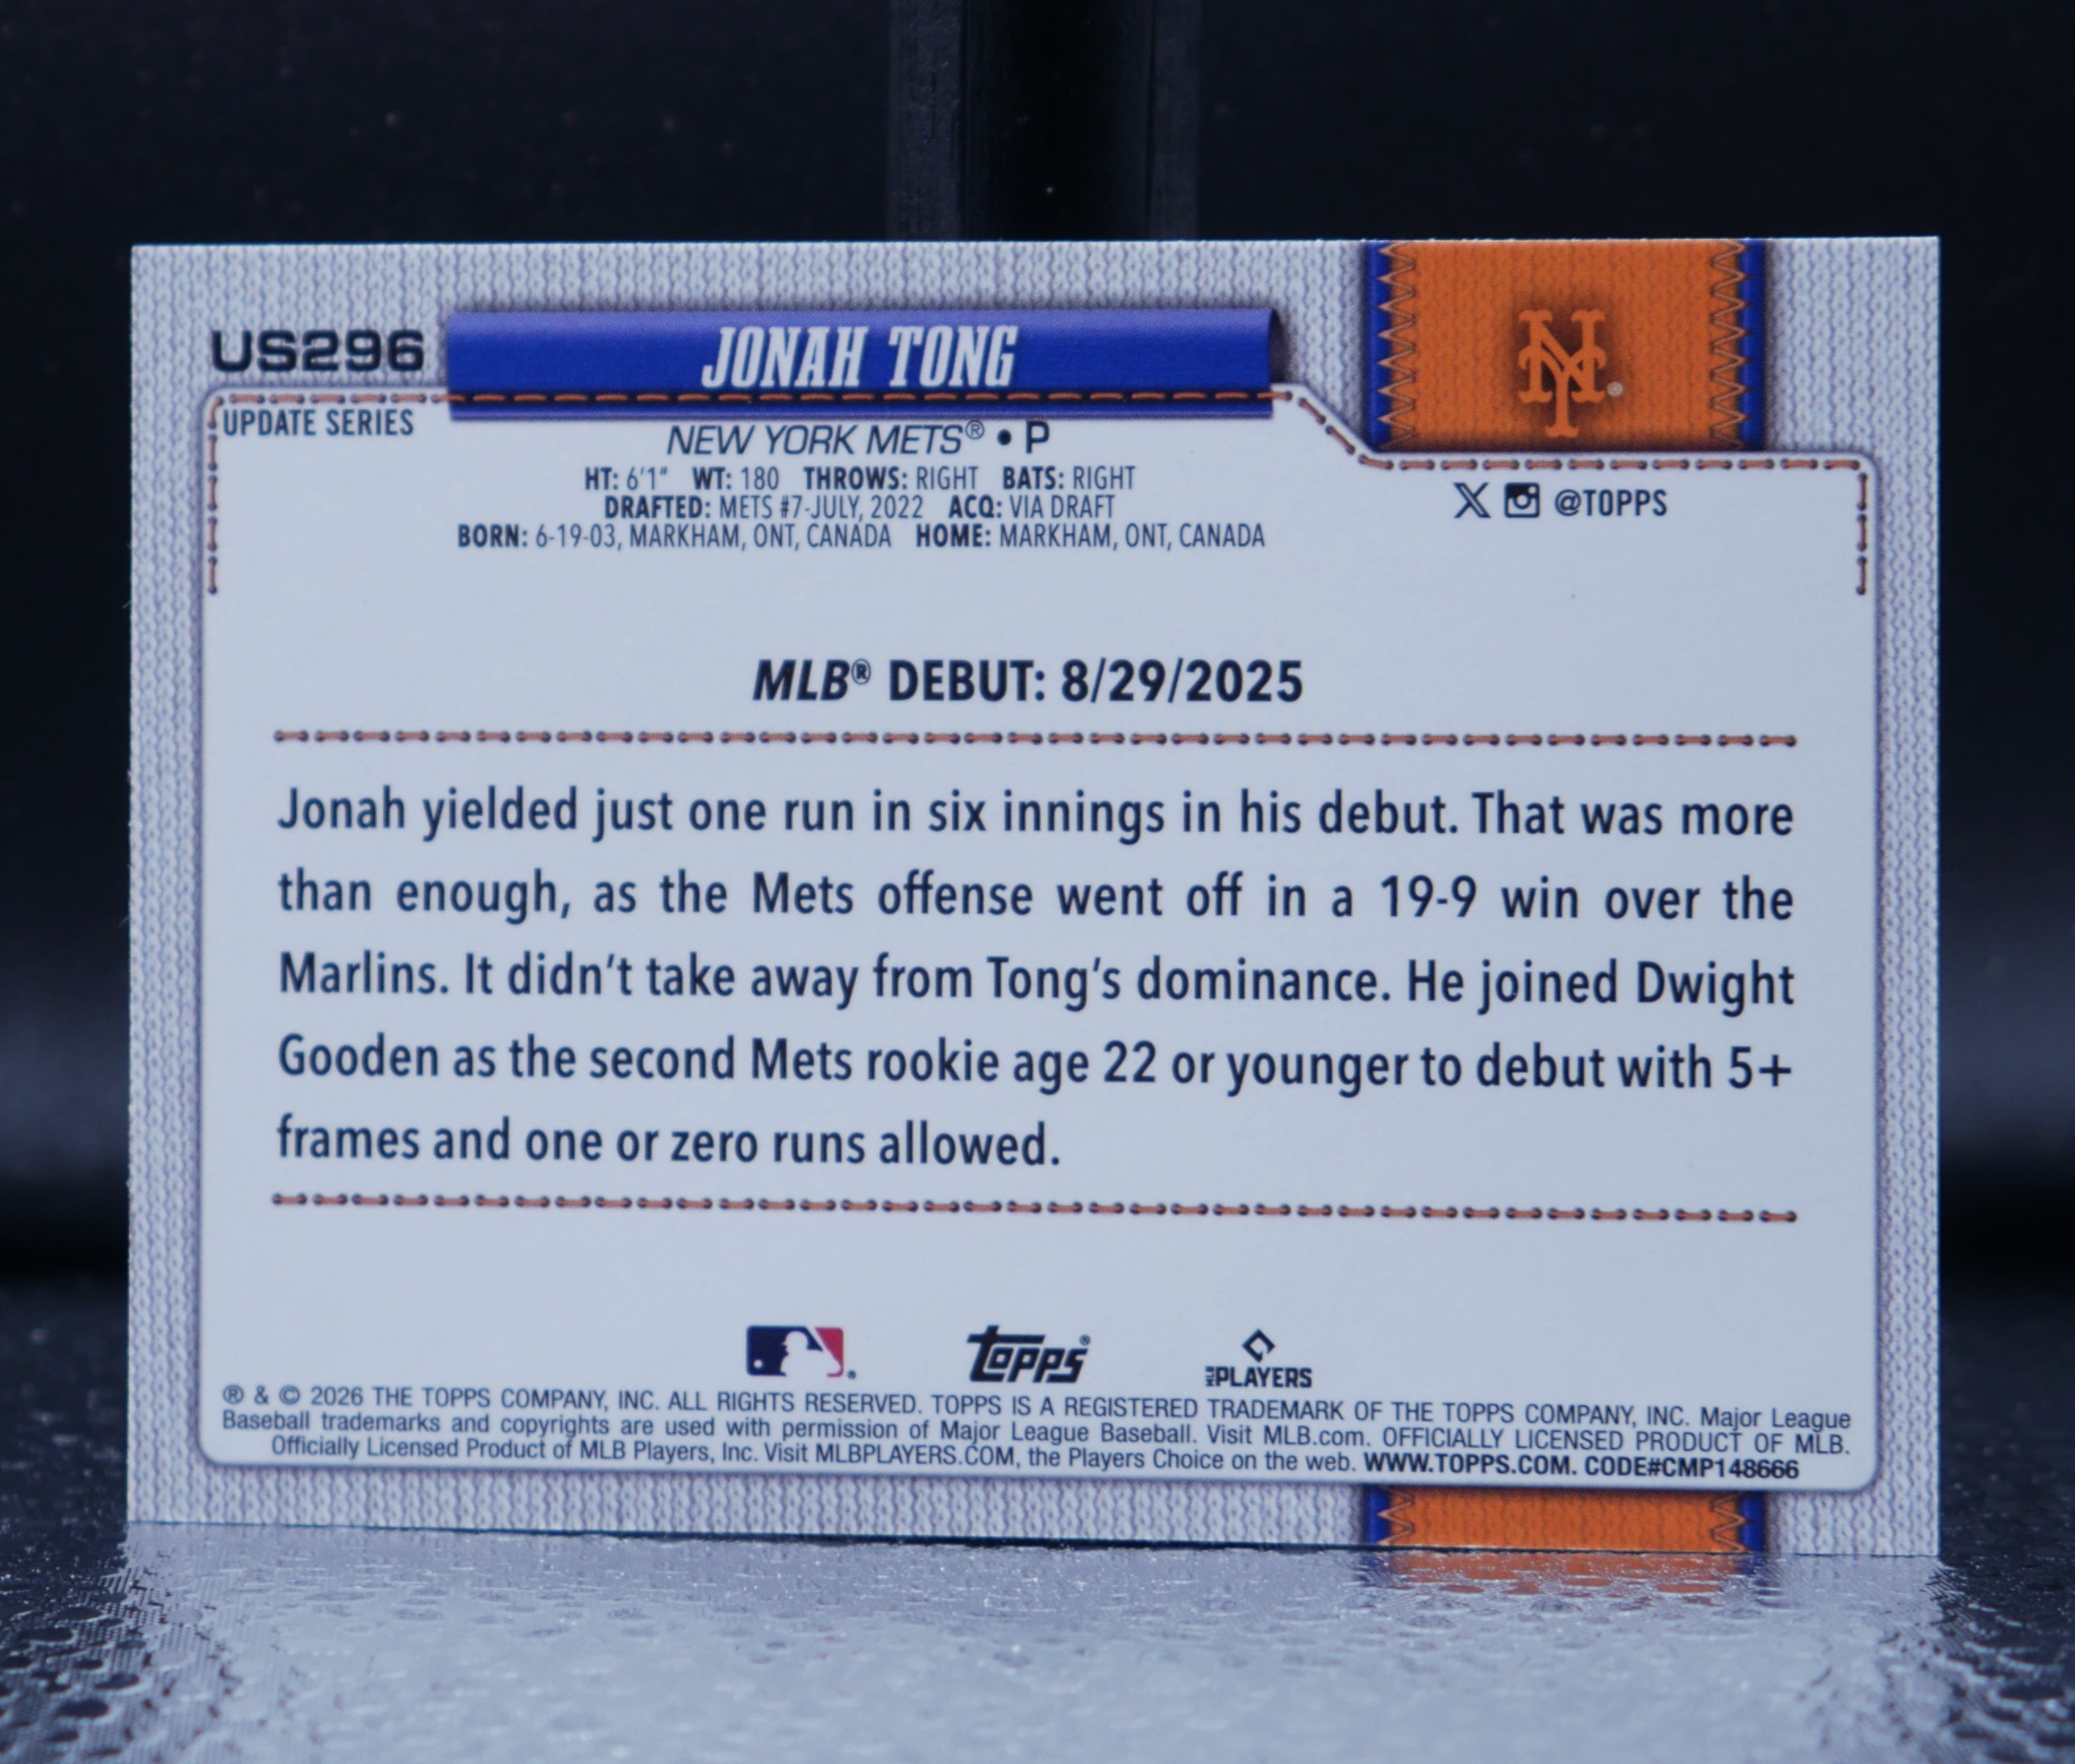 US296
JONAH TONG
NY®
UPDATE SERIES
NEW YORK METS® • P
HT: 6'1" WT: 180 THROWS: RIGHT BATS: RIGHT
DRAFTED: METS #7-JULY, 2022 ACQ: VIA DRAFT
BORN: 6-19-03, MARKHAM, ONT, CANADA HOME: MARKHAM, ONT, CANADA
X @TOPPS
MLB® DEBUT: 8/29/2025
Jonah yielded just one run in six innings in his debut. That was more
than enough, as the Mets offense went off in a 19-9 win over the
Marlins. It didn't take away from Tong's dominance. He joined Dwight
Gooden as the second Mets rookie age 22 or younger to debut with 5+
frames and one or zero runs allowed.
topps®
MLB PLAYERS
® & © 2026 THE TOPPS COMPANY, INC. ALL RIGHTS RESERVED. TOPPS IS A REGISTERED TRADEMARK OF THE TOPPS COMPANY, INC. Major League
Baseball trademarks and copyrights are used with permission of Major League Baseball. Visit MLB.com. OFFICIALLY LICENSED PRODUCT OF MLB.
Officially Licensed Product of MLB Players, Inc. Visit MLBPLAYERS.COM, the Players Choice on the web. WWW.TOPPS.COM. CODE#CMP148666